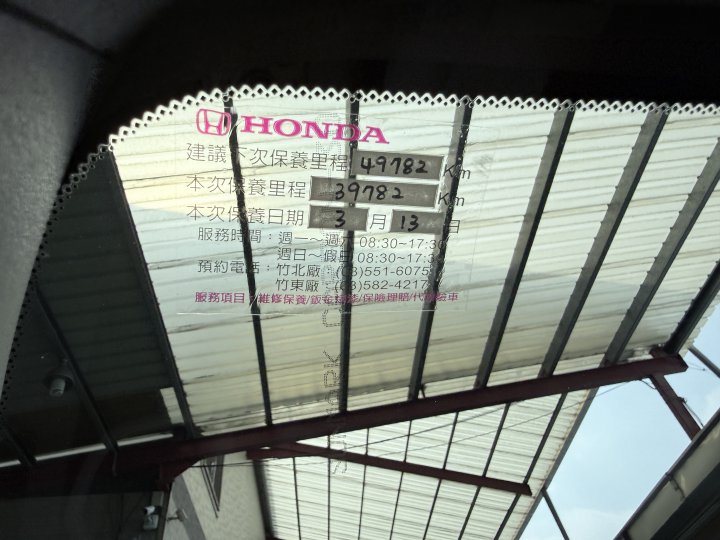 HONDA
建議下次保養里程 49782 Km
本次保養里程 39782 Km
本次保養日期 3 月 13 日
服務時間:週一~週六 08:30~17:30
週日~假日 08:30~17:30
預約電話:竹北廠:(03)551-6075
竹東廠:(03)582-4217
服務項目:維修保養/鈑金烤漆/保險理賠/代辦驗車